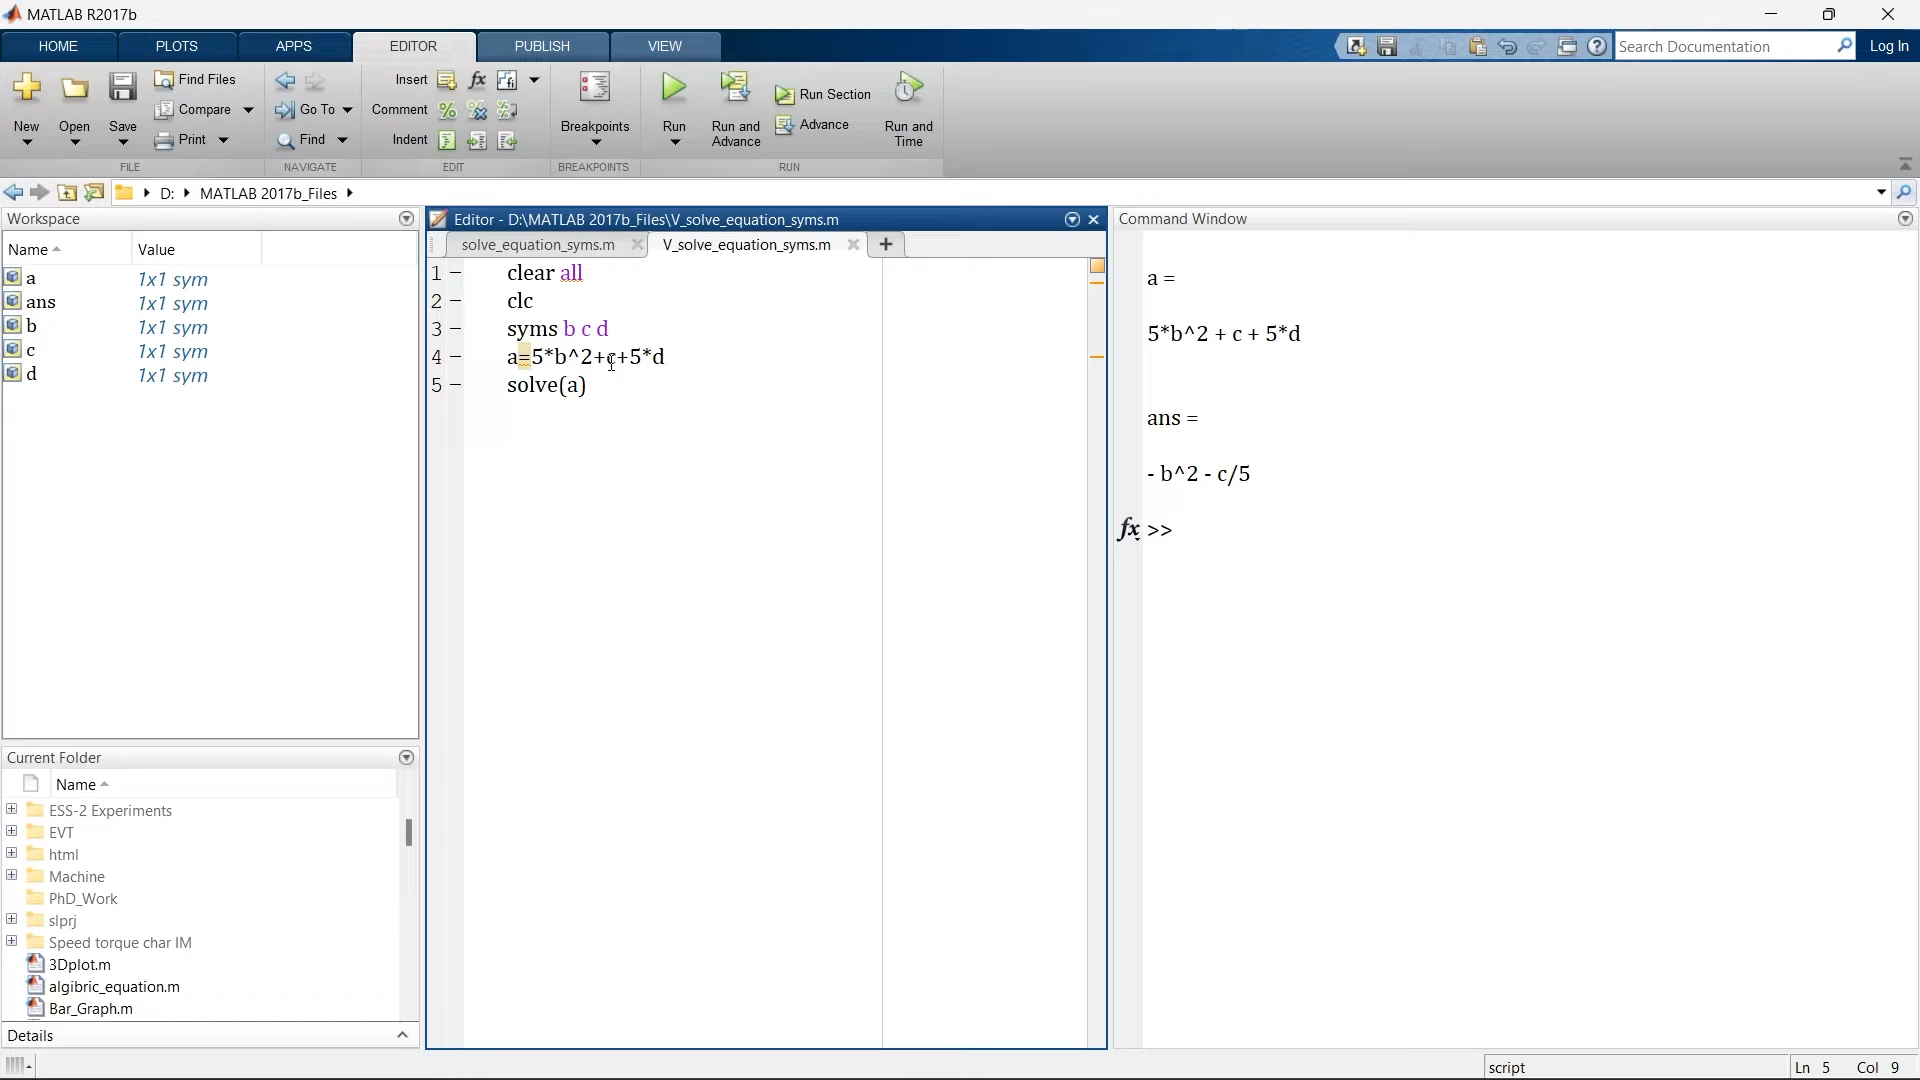 MATLAB R2017b
HOME PLOTS APPS EDITOR PUBLISH VIEW
Search Documentation
Log In
New
Open
Save
Find Files
Compare
Print
FILE
Go To
Find
NAVIGATE
Insert fx
Comment
Indent
EDIT
Breakpoints
BREAKPOINTS
Run
Run and Advance
Run Section
Advance
Run and Time
RUN
D: MATLAB 2017b_Files
Workspace
Name Value
a 1x1 sym
ans 1x1 sym
b 1x1 sym
c 1x1 sym
d 1x1 sym
Current Folder
Name
ESS-2 Experiments
EVT
html
Machine
PhD_Work
slprj
Speed torque char IM
3Dplot.m
algibric_equation.m
Bar_Graph.m
Details
Editor - D:\MATLAB 2017b_Files\V_solve_equation_syms.m
solve_equation_syms.m V_solve_equation_syms.m
1 – clear all
2 – clc
3 – syms b c d
4 – a=5*b^2+c+5*d
5 – solve(a)
Command Window
a =
5*b^2 + c + 5*d
ans =
- b^2 - c/5
fx >>
script
Ln 5 Col 9